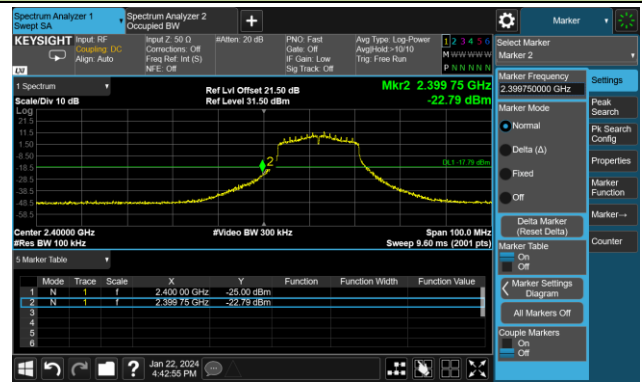 Spectrum Analyzer 1
Swept SA
Spectrum Analyzer 2
Occupied BW
Marker
KEYSIGHT
Input: RF
Coupling: DC
Align: Auto
Input Z: 50 Ω
Corrections: Off
Freq Ref: Int (S)
NFE: Off
#Atten: 20 dB
PNO: Fast
Gate: Off
IF Gain: Low
Sig Track: Off
Avg Type: Log-Power
Avg|Hold:>10/10
Trig: Free Run
1 2 3 4 5 6
M W W W W W
P N N N N N
LXI
Select Marker
Marker 2
1 Spectrum
Scale/Div 10 dB
Ref Lvl Offset 21.50 dB
Ref Level 31.50 dBm
Mkr2 2.399 75 GHz
-22.79 dBm
Log
21.5
11.5
1.50
-8.50
-18.5
-28.5
-38.5
-48.5
-58.5
2
DL1 -17.79 dBm
Center 2.40000 GHz
#Res BW 100 kHz
#Video BW 300 kHz
Span 100.0 MHz
Sweep 9.60 ms (2001 pts)
5 Marker Table
Mode Trace Scale X Y Function Function Width Function Value
1 N 1 f 2.400 00 GHz -25.00 dBm
2 N 1 f 2.399 75 GHz -22.79 dBm
3
4
5
6
Marker Frequency
2.399750000 GHz
Marker Mode
Normal
Delta (Δ)
Fixed
Off
Delta Marker
(Reset Delta)
Marker Table
On
Off
Marker Settings
Diagram
All Markers Off
Couple Markers
On
Off
Settings
Peak
Search
Pk Search
Config
Properties
Marker
Function
Marker→
Counter
?
Jan 22, 2024
4:42:55 PM